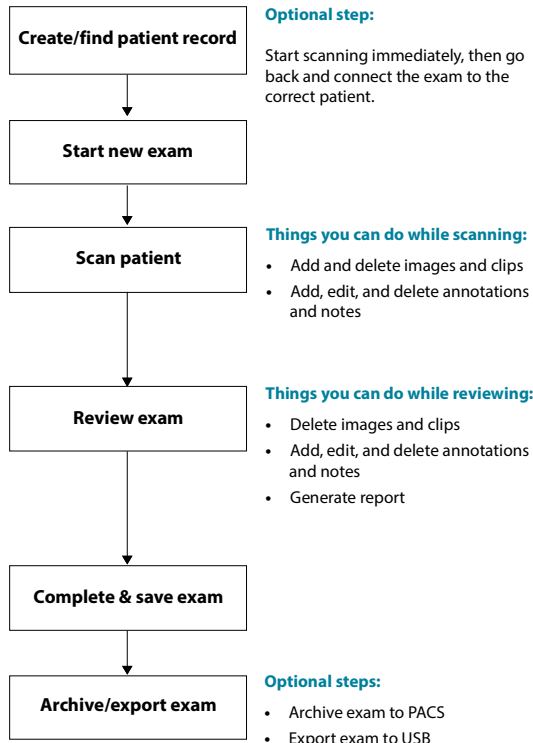 Create/find patient record
Optional step:
Start scanning immediately, then go
back and connect the exam to the
correct patient.
Start new exam
Scan patient
Things you can do while scanning:
• Add and delete images and clips
• Add, edit, and delete annotations
and notes
Review exam
Things you can do while reviewing:
• Delete images and clips
• Add, edit, and delete annotations
and notes
• Generate report
Complete & save exam
Archive/export exam
Optional steps:
• Archive exam to PACS
• Export exam to USB